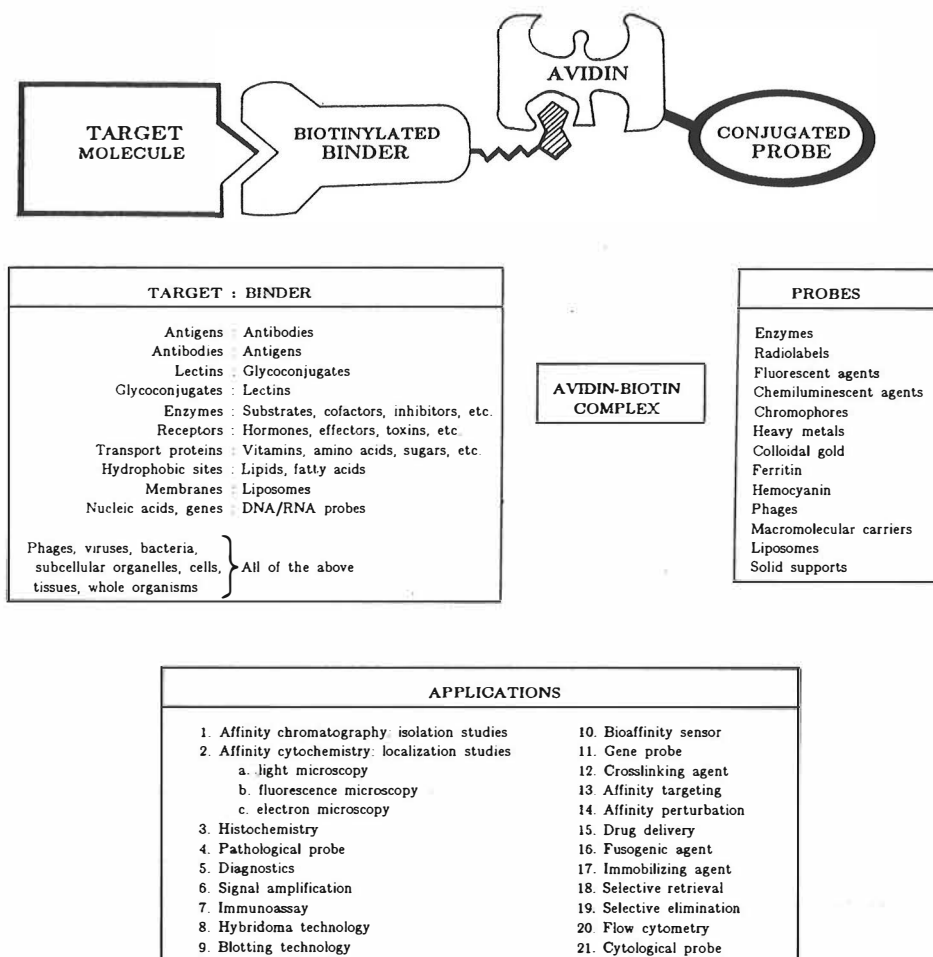 AVIDIN
TARGET
MOLECULE
BIOTINYLATED
BINDER
CONJUGATED
PROBE
TARGET : BINDER
Antigens : Antibodies
Antibodies : Antigens
Lectins : Glycoconjugates
Glycoconjugates : Lectins
Enzymes : Substrates, cofactors, inhibitors, etc.
Receptors : Hormones, effectors, toxins, etc.
Transport proteins : Vitamins, amino acids, sugars, etc.
Hydrophobic sites : Lipids, fatty acids
Membranes : Liposomes
Nucleic acids, genes : DNA/RNA probes
Phages, viruses, bacteria,
subcellular organelles, cells,
tissues, whole organisms
All of the above
AVIDIN-BIOTIN
COMPLEX
PROBES
Enzymes
Radiolabels
Fluorescent agents
Chemiluminescent agents
Chromophores
Heavy metals
Colloidal gold
Ferritin
Hemocyanin
Phages
Macromolecular carriers
Liposomes
Solid supports
APPLICATIONS
1. Affinity chromatography: isolation studies
2. Affinity cytochemistry: localization studies
a. light microscopy
b. fluorescence microscopy
c. electron microscopy
3. Histochemistry
4. Pathological probe
5. Diagnostics
6. Signal amplification
7. Immunoassay
8. Hybridoma technology
9. Blotting technology
10. Bioaffinity sensor
11. Gene probe
12. Crosslinking agent
13. Affinity targeting
14. Affinity perturbation
15. Drug delivery
16. Fusogenic agent
17. Immobilizing agent
18. Selective retrieval
19. Selective elimination
20. Flow cytometry
21. Cytological probe